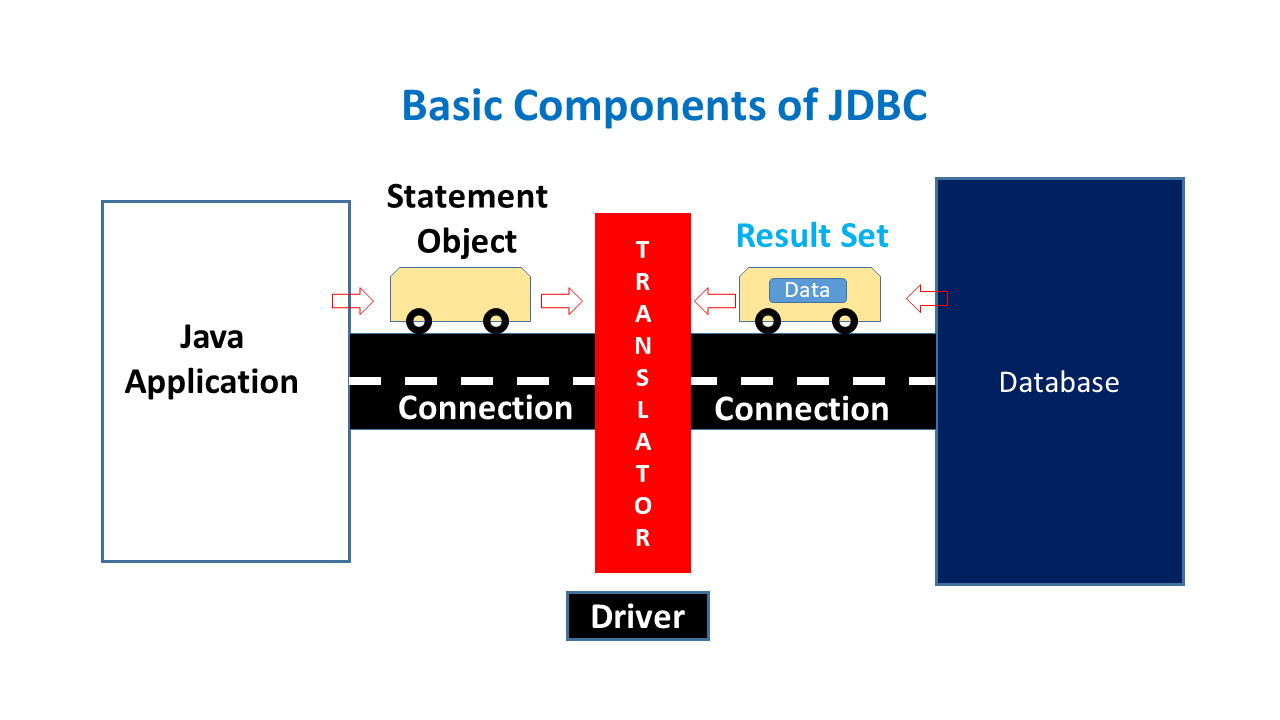 Basic Components of JDBC
Statement
Object
Java
Application
Connection
T
R
A
N
S
L
A
T
O
R
Driver
Result Set
Data
Connection
Database